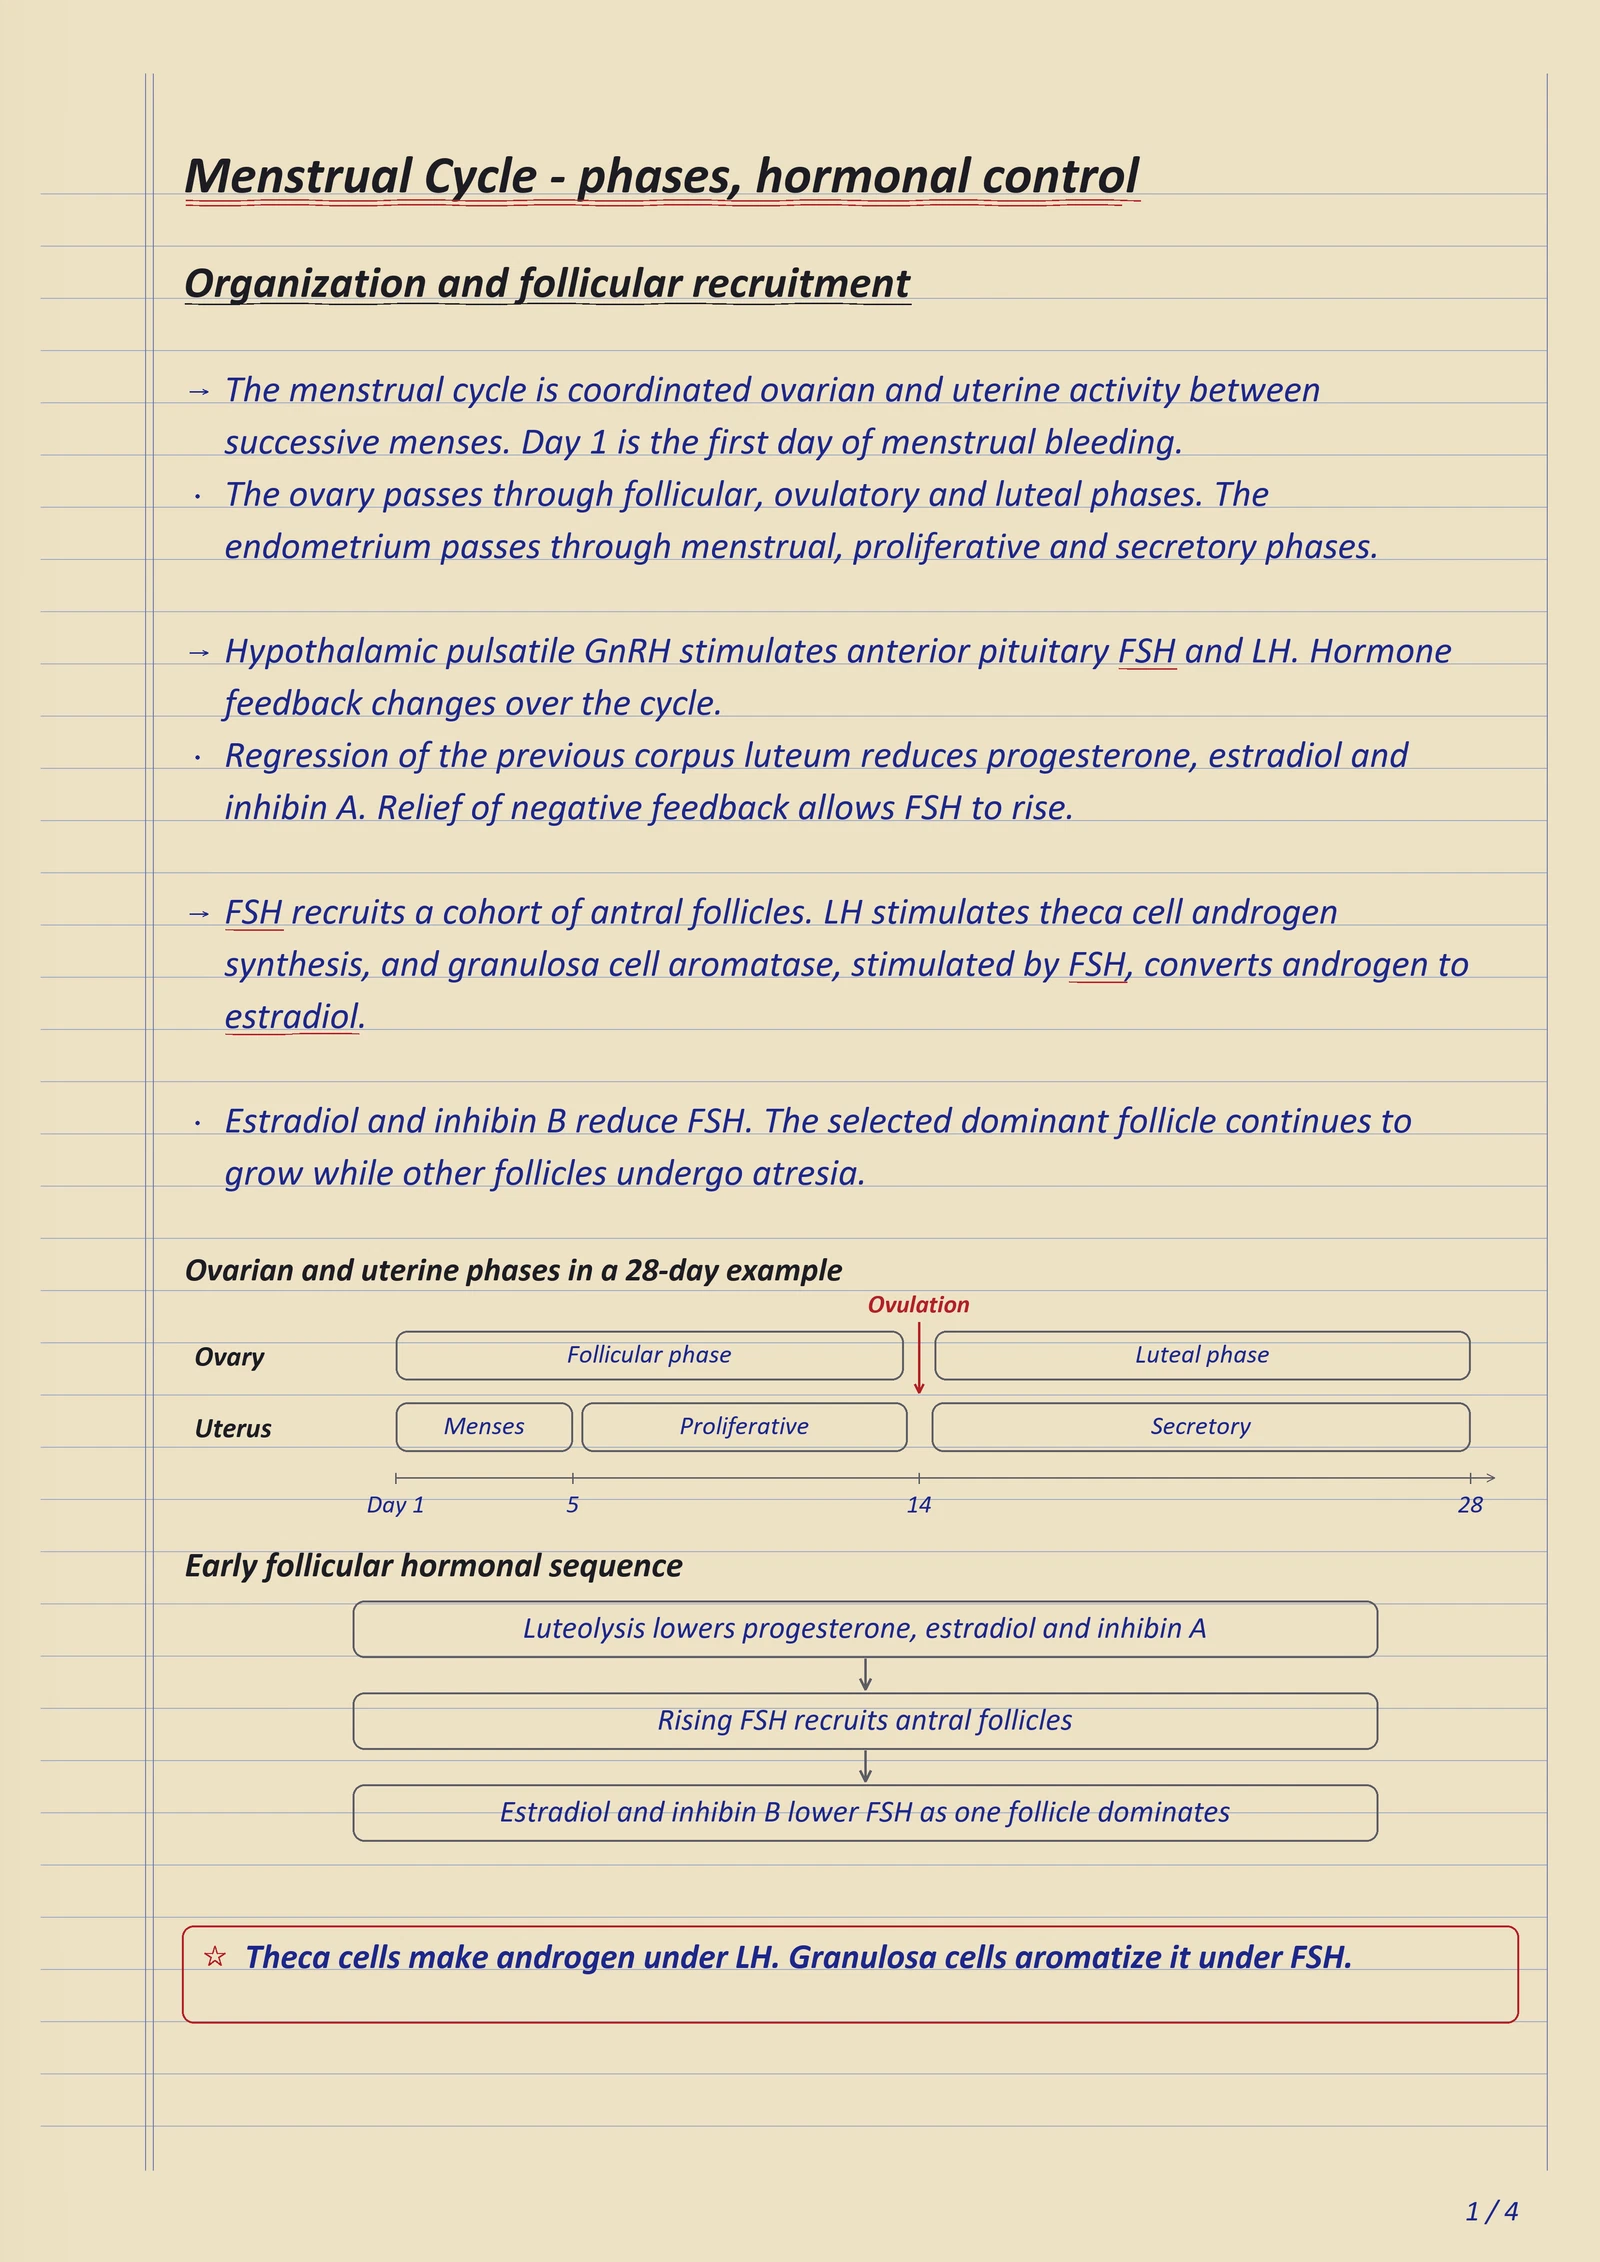 Menstrual Cycle - phases, hormonal control
Organization and follicular recruitment
→ The menstrual cycle is coordinated ovarian and uterine activity between
successive menses. Day 1 is the first day of menstrual bleeding.
· The ovary passes through follicular, ovulatory and luteal phases. The
endometrium passes through menstrual, proliferative and secretory phases.
→ Hypothalamic pulsatile GnRH stimulates anterior pituitary FSH and LH. Hormone
feedback changes over the cycle.
· Regression of the previous corpus luteum reduces progesterone, estradiol and
inhibin A. Relief of negative feedback allows FSH to rise.
→ FSH recruits a cohort of antral follicles. LH stimulates theca cell androgen
synthesis, and granulosa cell aromatase, stimulated by FSH, converts androgen to
estradiol.
· Estradiol and inhibin B reduce FSH. The selected dominant follicle continues to
grow while other follicles undergo atresia.
Ovarian and uterine phases in a 28-day example
Ovulation
Ovary Follicular phase Luteal phase
Uterus Menses Proliferative Secretory
Day 1 5 14 28
Early follicular hormonal sequence
Luteolysis lowers progesterone, estradiol and inhibin A
Rising FSH recruits antral follicles
Estradiol and inhibin B lower FSH as one follicle dominates
☆ Theca cells make androgen under LH. Granulosa cells aromatize it under FSH.
1 / 4